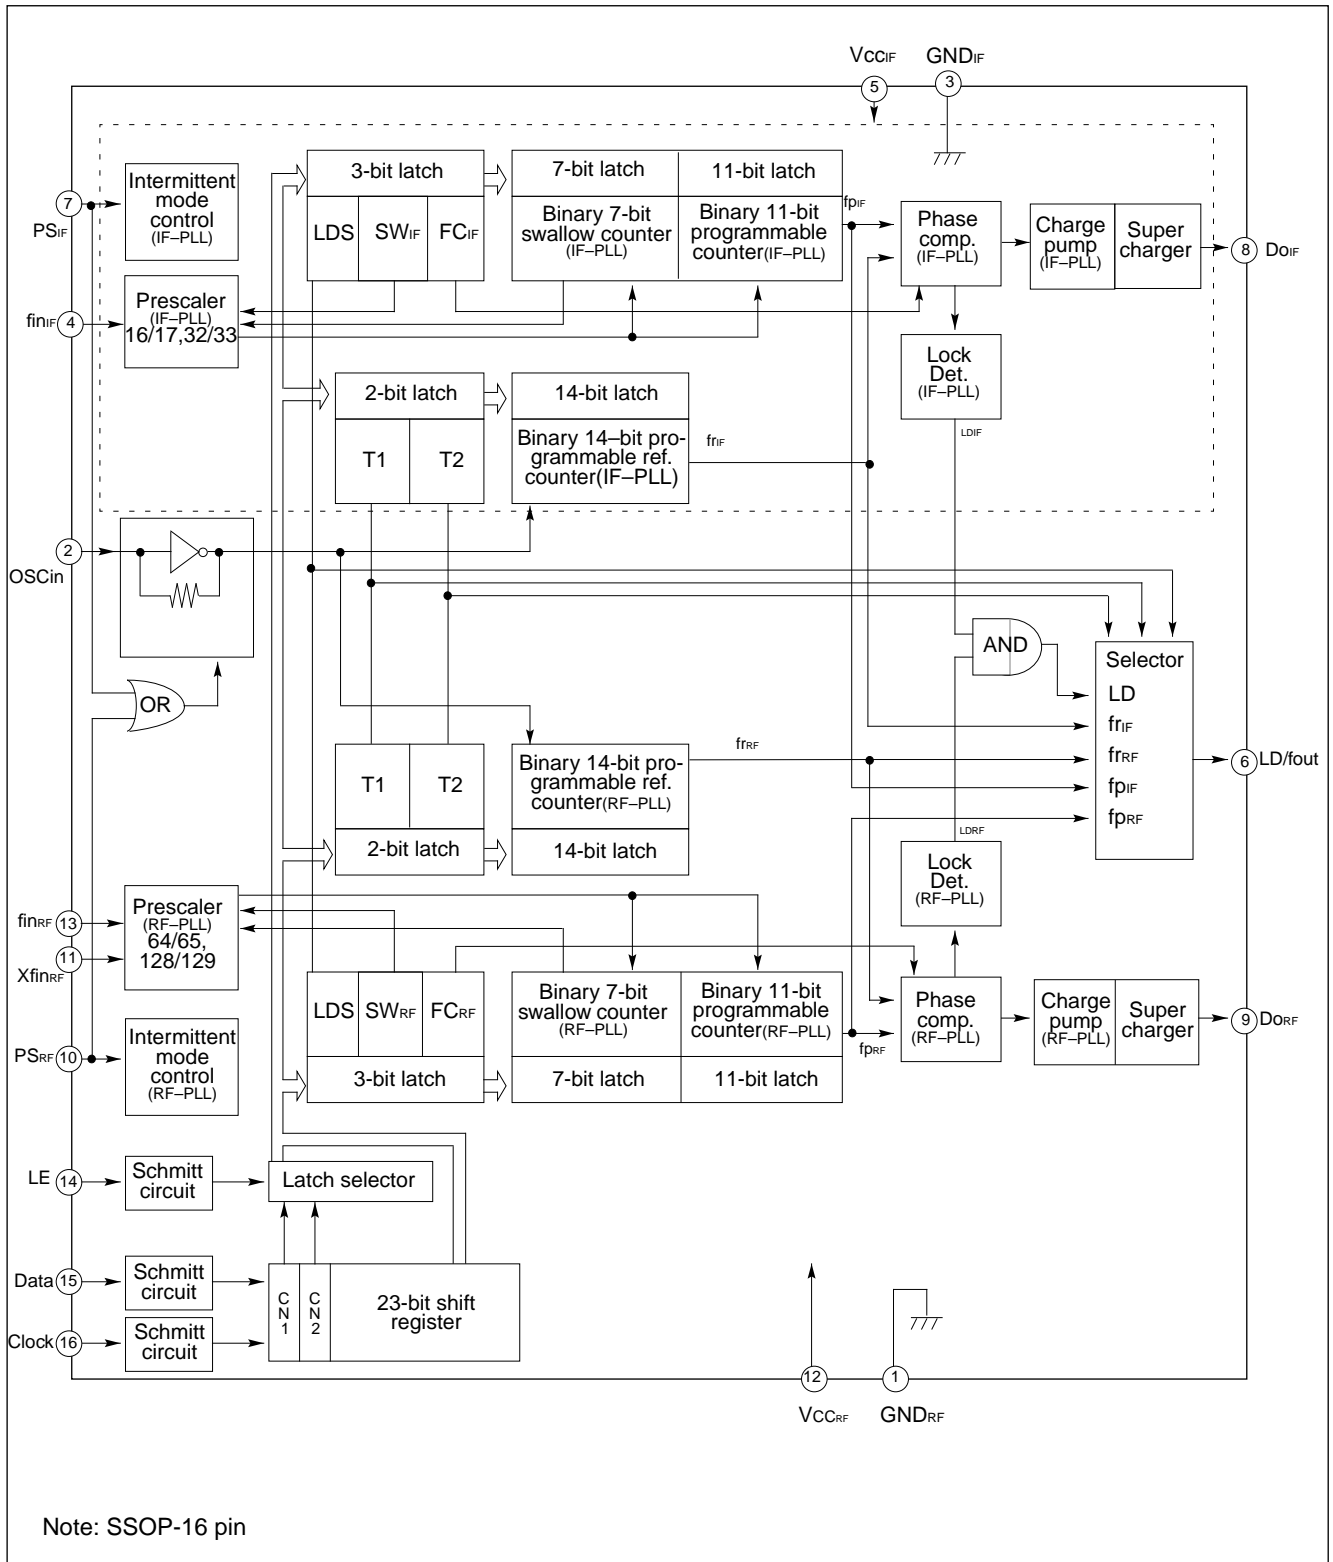 VccIF GNDIF
5 3
Intermittent
mode
control
(IF–PLL)
7
PSIF
3-bit latch
LDS SWIF FCIF
7-bit latch 11-bit latch
Binary 7-bit
swallow counter
(IF–PLL)
Binary 11-bit
programmable
counter(IF–PLL)
fpIF
Phase
comp.
(IF–PLL)
Charge
pump
(IF–PLL)
Super
charger
8 DoIF
finIF 4
Prescaler
(IF–PLL)
16/17,32/33
Lock
Det.
(IF–PLL)
LDIF
2-bit latch
T1 T2
14-bit latch
Binary 14–bit pro-
grammable ref.
counter(IF–PLL)
frIF
2
OSCin
OR
AND
Selector
LD
frIF
frRF
fpIF
fpRF
6 LD/fout
T1 T2
2-bit latch
Binary 14-bit pro-
grammable ref.
counter(RF–PLL)
14-bit latch
frRF
LDRF
Lock
Det.
(RF–PLL)
finRF 13
11
XfinRF
Prescaler
(RF–PLL)
64/65,
128/129
LDS SWRF FCRF
3-bit latch
Binary 7-bit
swallow counter
(RF–PLL)
Binary 11-bit
programmable
counter(RF–PLL)
7-bit latch 11-bit latch
fpRF
Phase
comp.
(RF–PLL)
Charge
pump
(RF–PLL)
Super
charger
9 DoRF
PSRF 10
Intermittent
mode
control
(RF–PLL)
LE 14
Schmitt
circuit
Latch selector
Data 15
Schmitt
circuit
Clock 16
Schmitt
circuit
CN1
CN2
23-bit shift
register
12 1
VCCRF GNDRF
Note: SSOP-16 pin